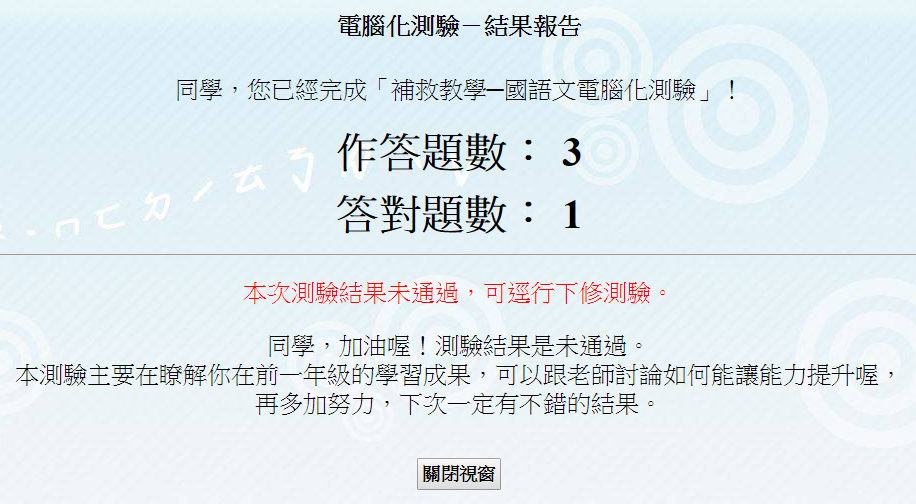 電腦化測驗－結果報告
同學，您已經完成「補救教學─國語文電腦化測驗」！
作答題數： 3
答對題數： 1
本次測驗結果未通過，可逕行下修測驗。
同學，加油喔！測驗結果是未通過。
本測驗主要在瞭解你在前一年級的學習成果，可以跟老師討論如何能讓能力提升喔，
再多加努力，下次一定有不錯的結果。
關閉視窗